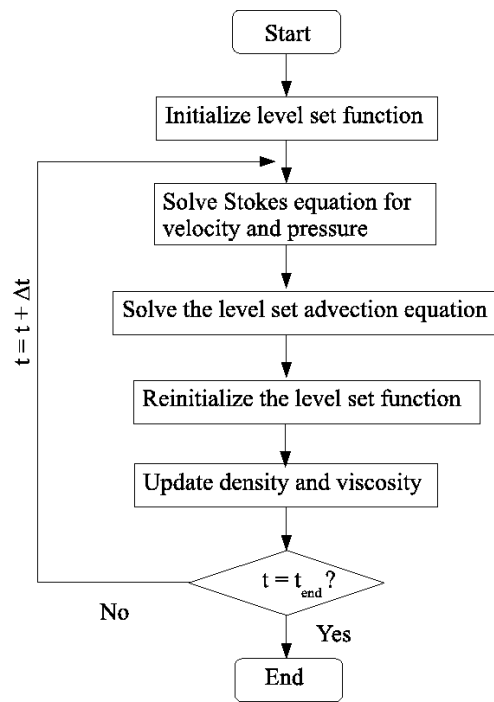 Start
Initialize level set function
Solve Stokes equation for
velocity and pressure
Solve the level set advection equation
Reinitialize the level set function
Update density and viscosity
t = t + Δt
t = t_end ?
No
Yes
End